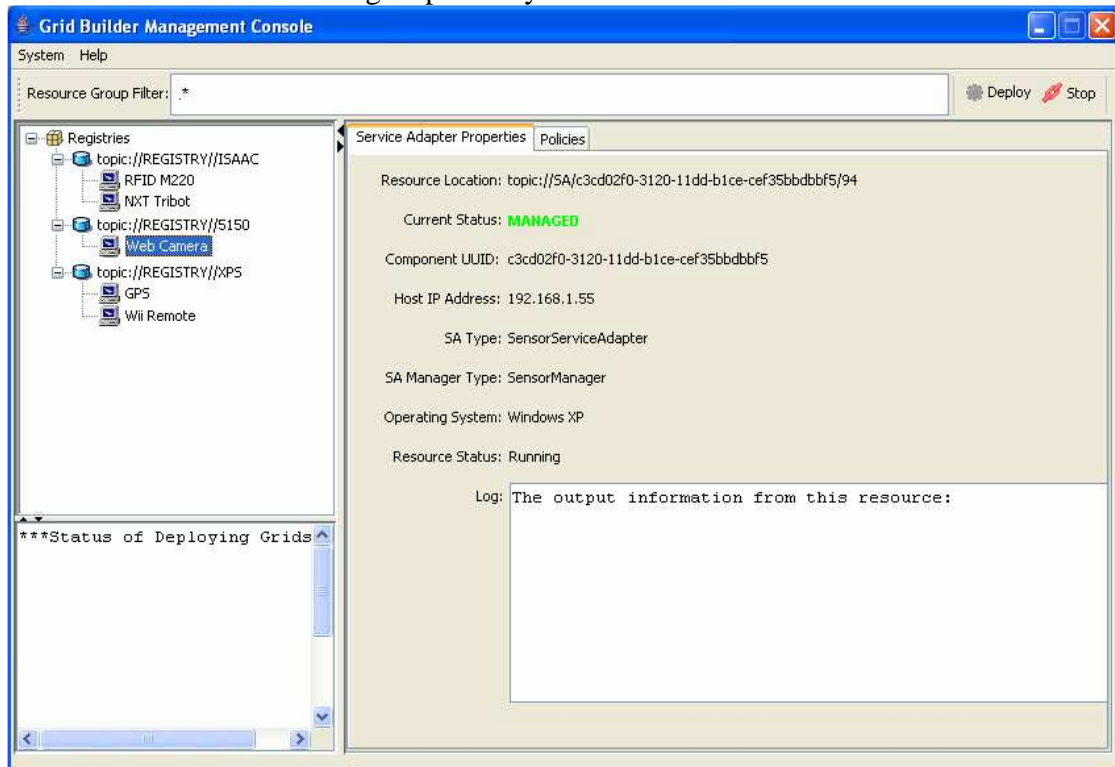 Grid Builder Management Console
System Help
Resource Group Filter: .*
Deploy Stop
Registries
topic://REGISTRY//ISAAC
RFID M220
NXT Tribot
topic://REGISTRY//5150
Web Camera
topic://REGISTRY//XPS
GPS
Wii Remote
***Status of Deploying Grids
Service Adapter Properties Policies
Resource Location: topic://SA/c3cd02f0-3120-11dd-b1ce-cef35bbdbbf5/94
Current Status: MANAGED
Component UUID: c3cd02f0-3120-11dd-b1ce-cef35bbdbbf5
Host IP Address: 192.168.1.55
SA Type: SensorServiceAdapter
SA Manager Type: SensorManager
Operating System: Windows XP
Resource Status: Running
Log: The output information from this resource: